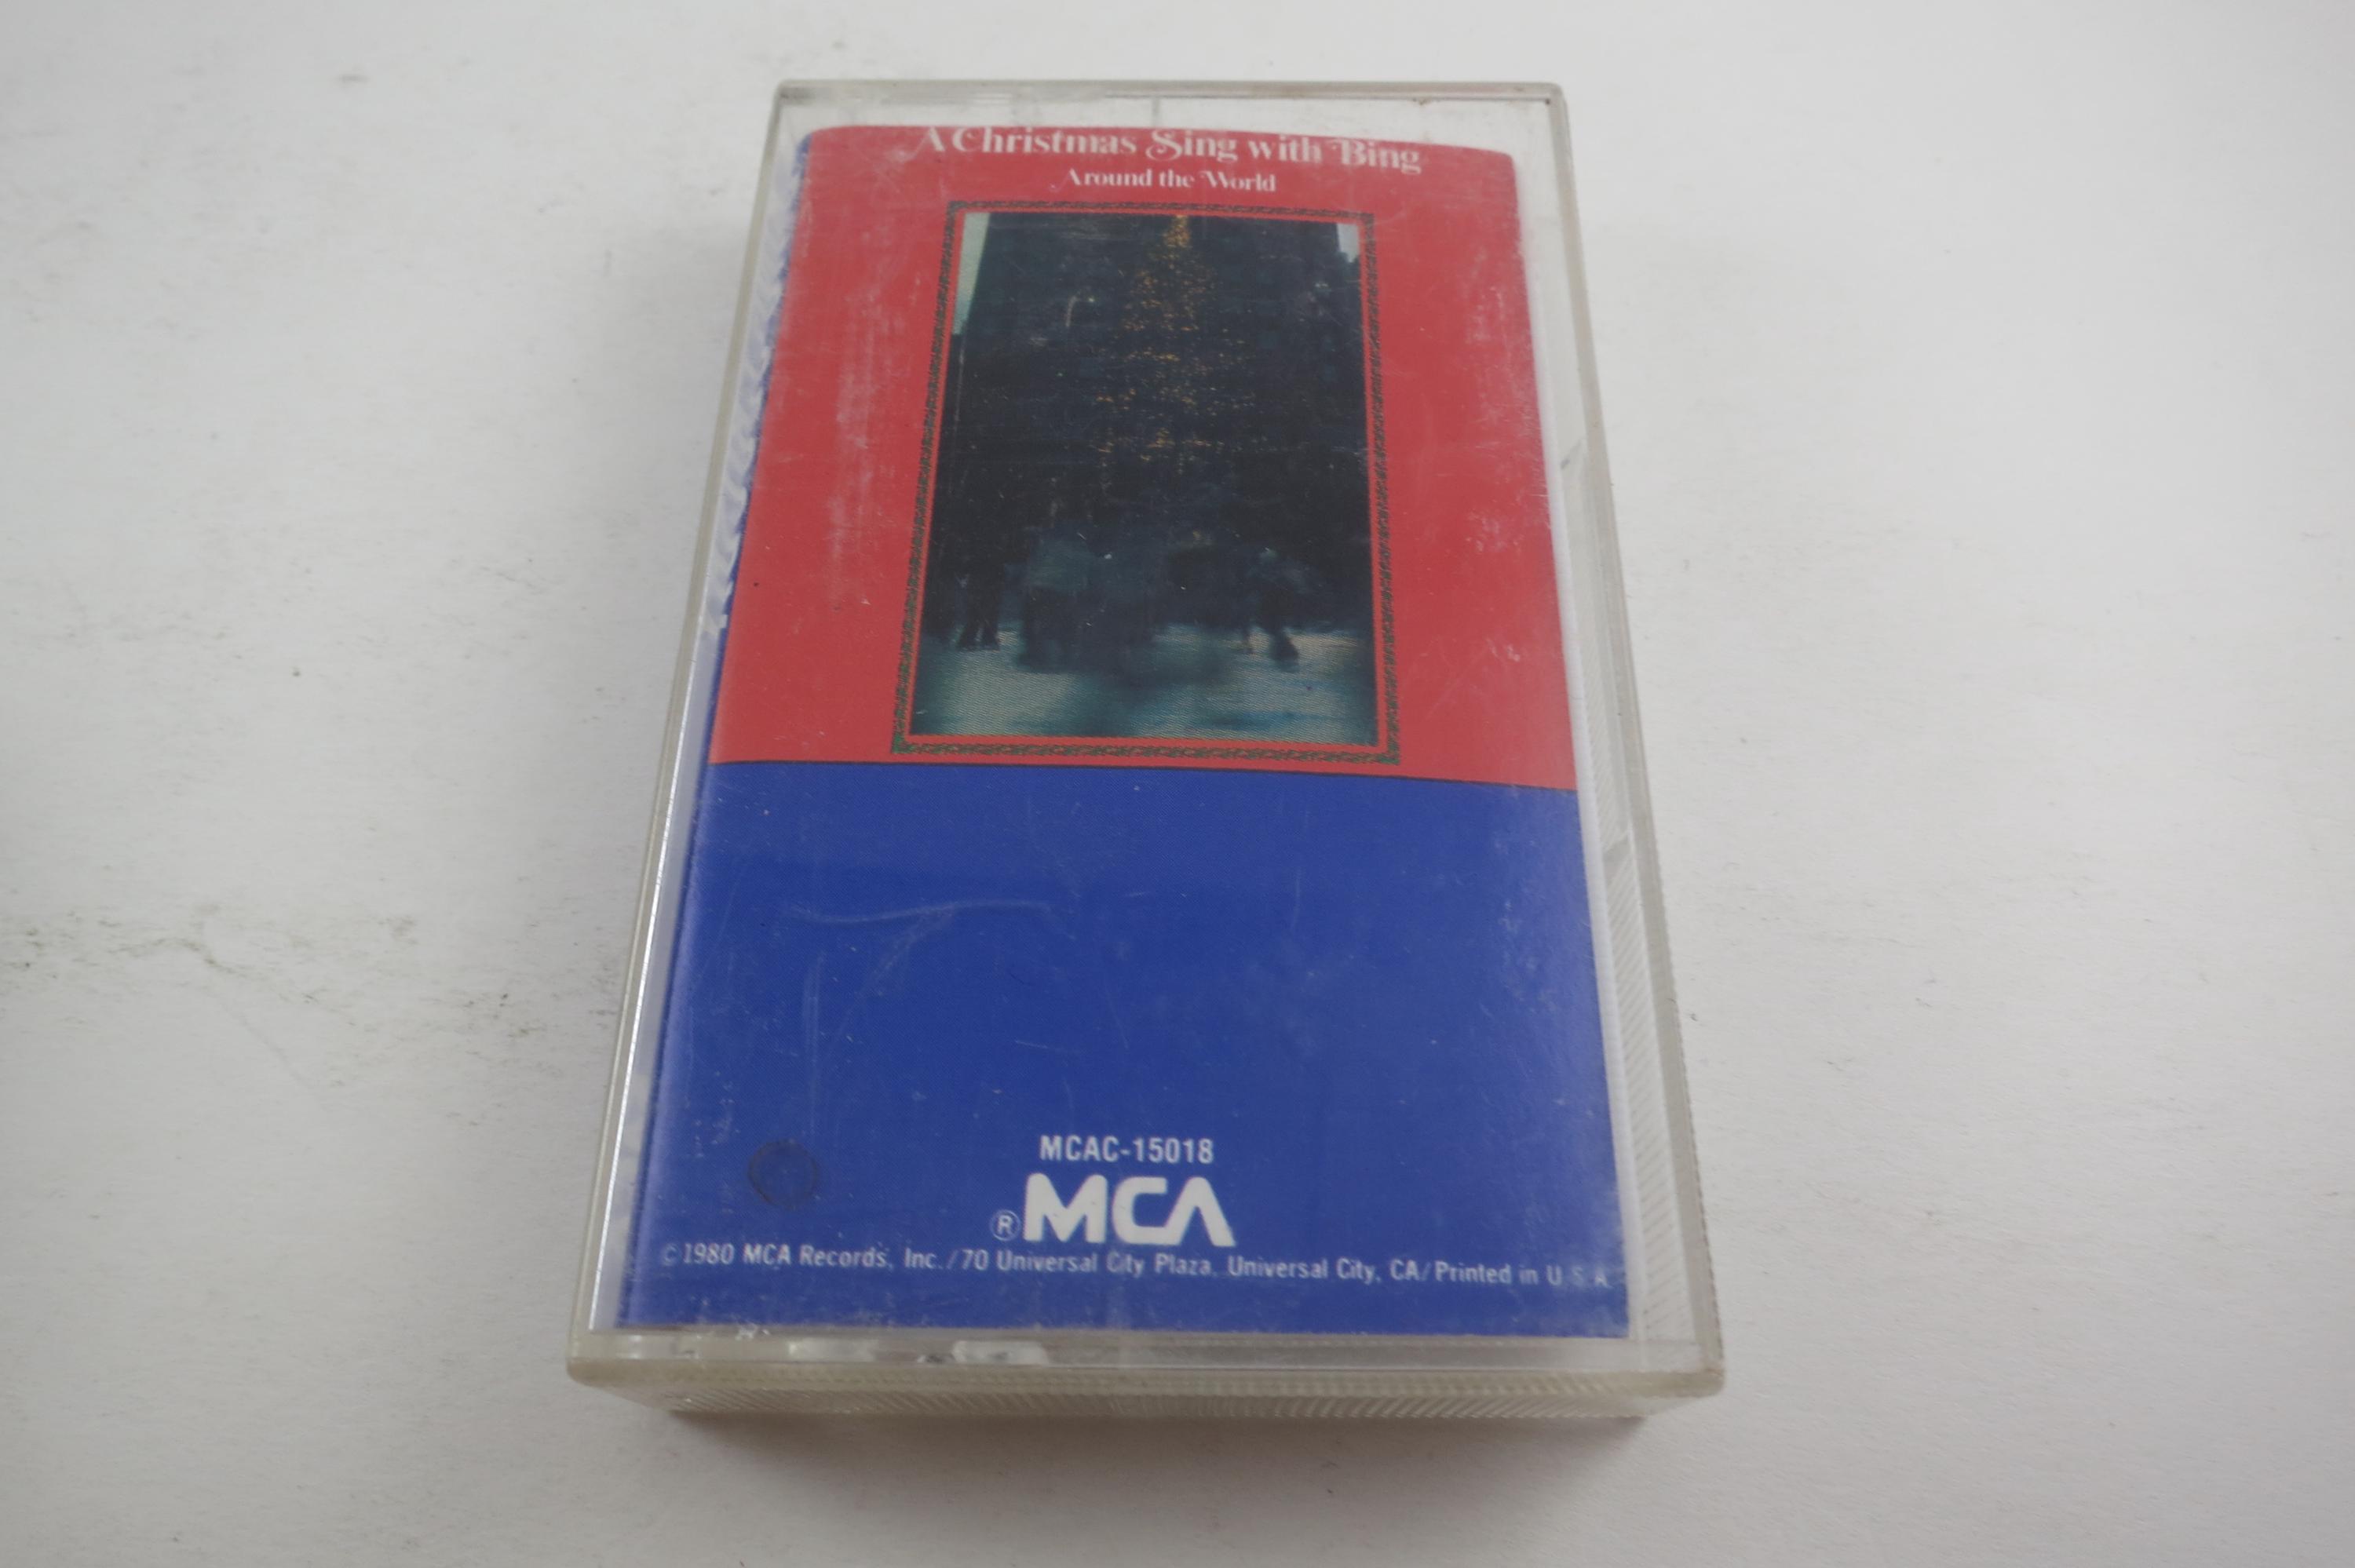 A Christmas Sing with Bing
Around the World
MCAC-15018
® MCA
© 1980 MCA Records, Inc./70 Universal City Plaza, Universal City, CA/Printed in U.S.A.